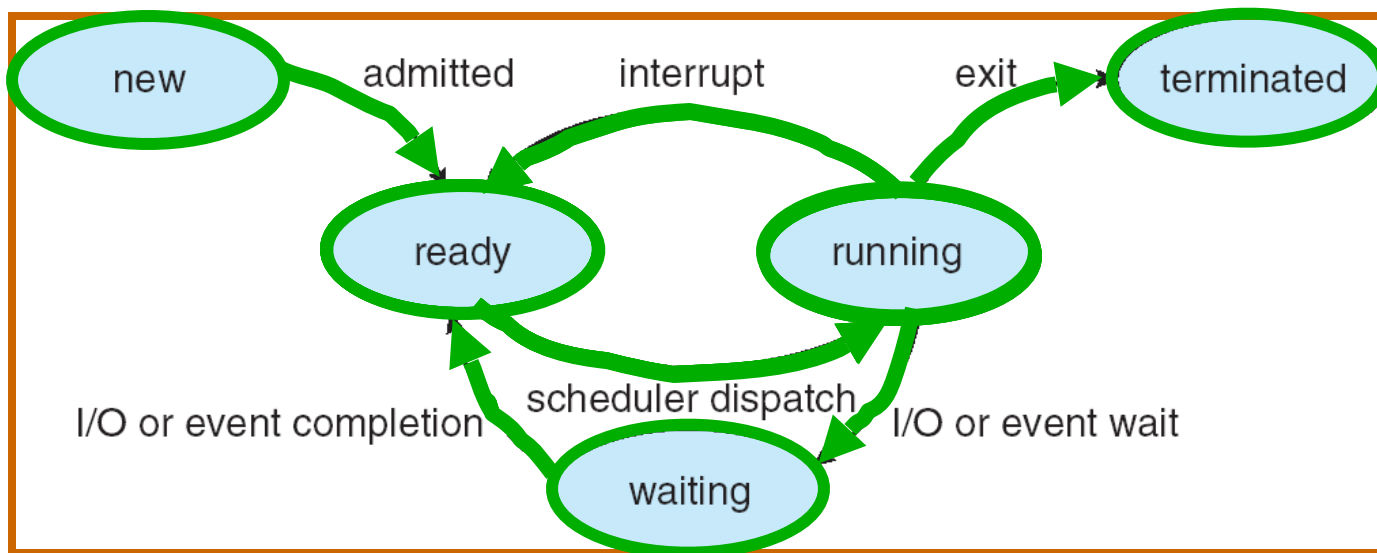 new
admitted
interrupt
exit
terminated
ready
running
scheduler dispatch
I/O or event completion
I/O or event wait
waiting